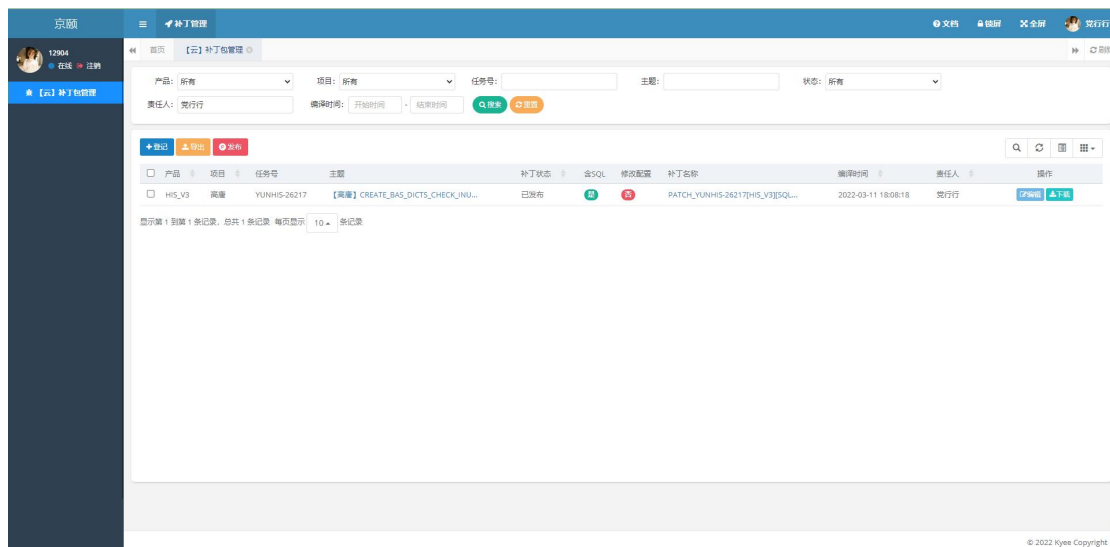 京颐 ☰ 补丁管理 文档 锁屏 全屏 党行行
12904
在线 注销
首页 【云】补丁包管理
【云】补丁包管理
产品: 所有 项目: 所有 任务号: 主题: 状态: 所有
责任人: 党行行 编译时间: 开始时间 - 结束时间 搜索 重置
+登记 导出 发布
产品 项目 任务号 主题 补丁状态 含SQL 修改配置 补丁名称 编译时间 责任人 操作
HIS_V3 高唐 YUNHIS-26217 【高唐】CREATE_BAS_DICTS_CHECK_INU... 已发布 是 否 PATCH_YUNHIS-26217[HIS_V3][SQL... 2022-03-11 18:08:18 党行行 编辑 下载
显示第 1 到第 1 条记录，总共 1 条记录 每页显示 10 条记录
© 2022 Kyee Copyright